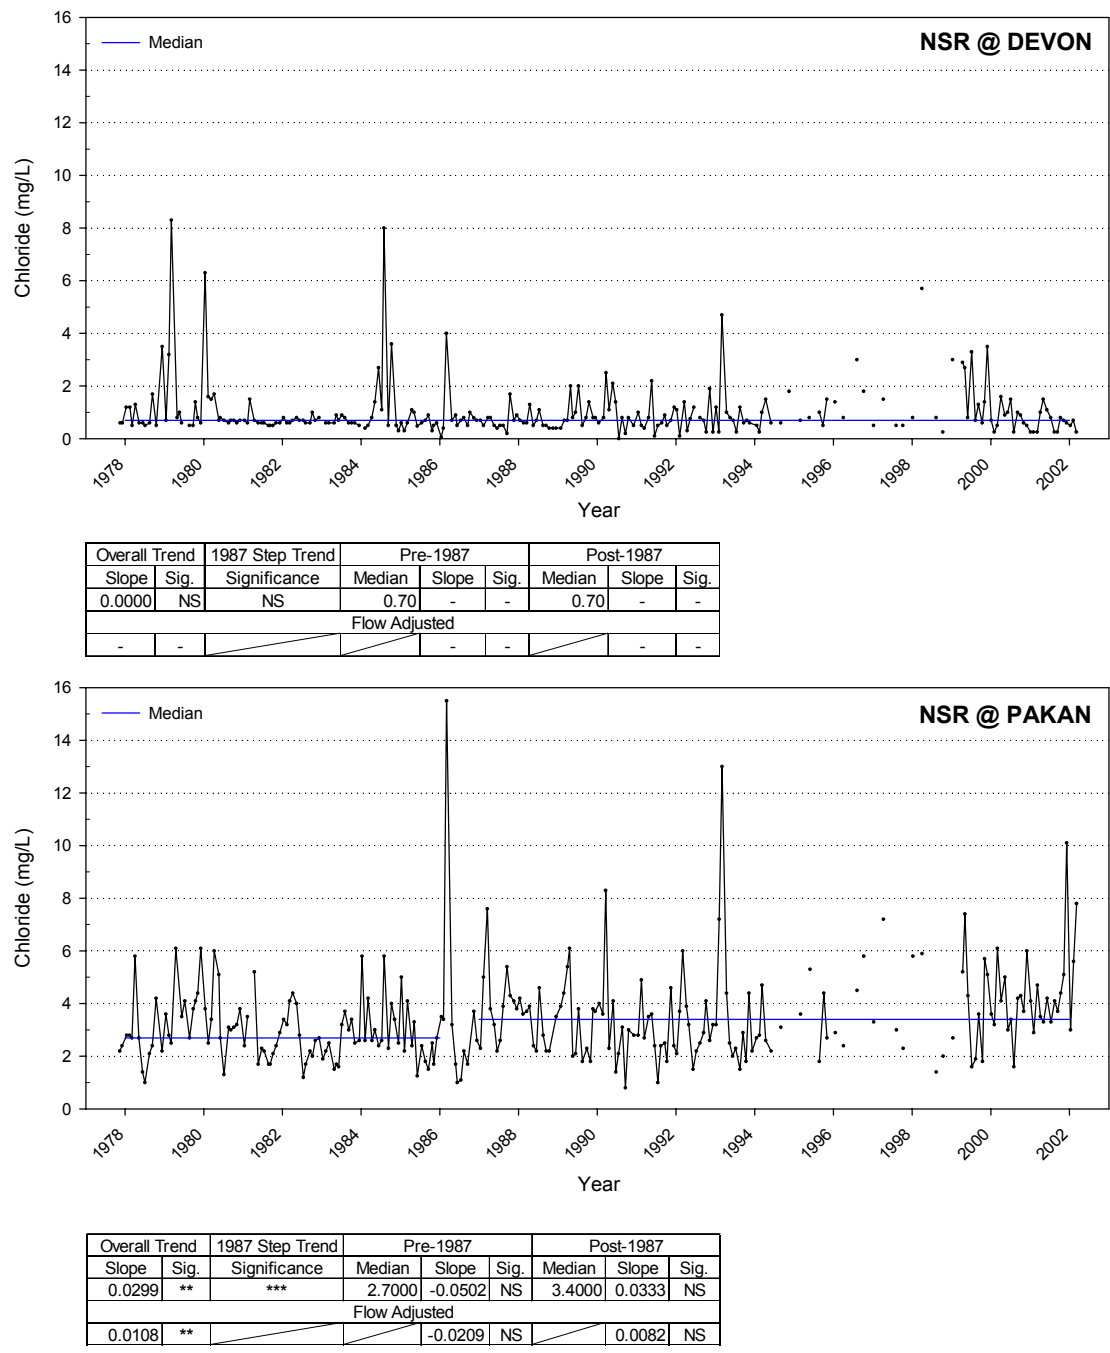 16
14
12
10
8
6
4
2
0
Chloride (mg/L)
Median
NSR @ DEVON
1978 1980 1982 1984 1986 1988 1990 1992 1994 1996 1998 2000 2002
Year
Overall Trend 1987 Step Trend Pre-1987 Post-1987
Slope Sig. Significance Median Slope Sig. Median Slope Sig.
0.0000 NS NS 0.70 - - 0.70 - -
Flow Adjusted
- - - - - -
16
14
12
10
8
6
4
2
0
Chloride (mg/L)
Median
NSR @ PAKAN
1978 1980 1982 1984 1986 1988 1990 1992 1994 1996 1998 2000 2002
Year
Overall Trend 1987 Step Trend Pre-1987 Post-1987
Slope Sig. Significance Median Slope Sig. Median Slope Sig.
0.0299 ** *** 2.7000 -0.0502 NS 3.4000 0.0333 NS
Flow Adjusted
0.0108 ** -0.0209 NS 0.0082 NS